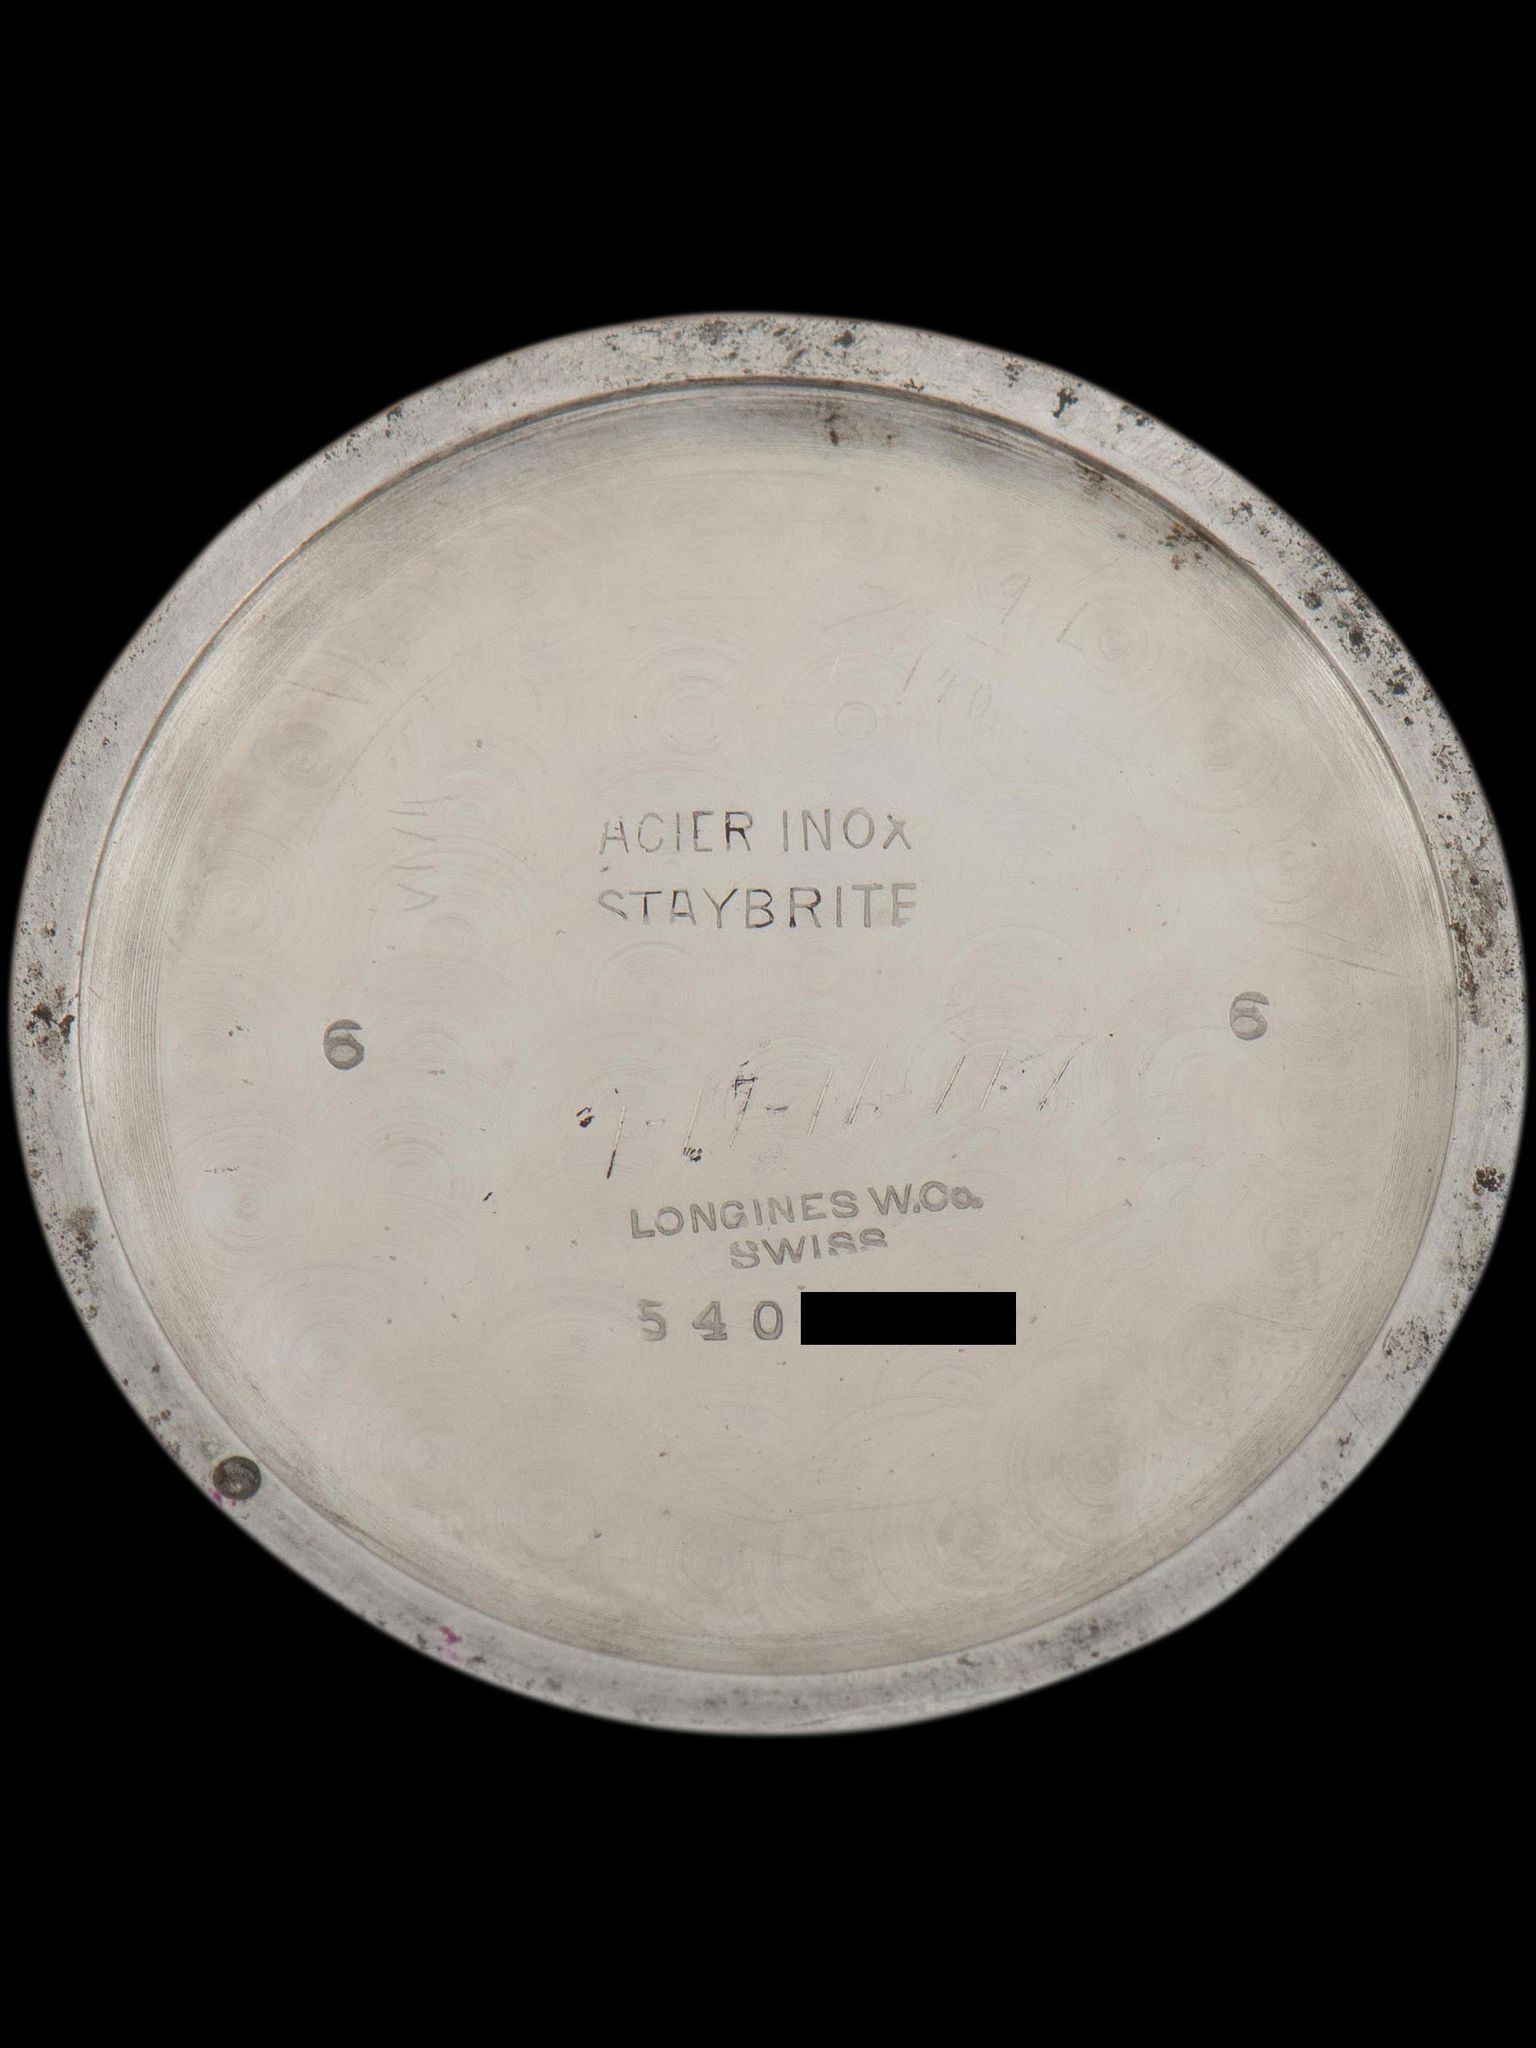 ACIER INOX
STAYBRITE
6 6
LONGINES W.Co.
SWISS
540